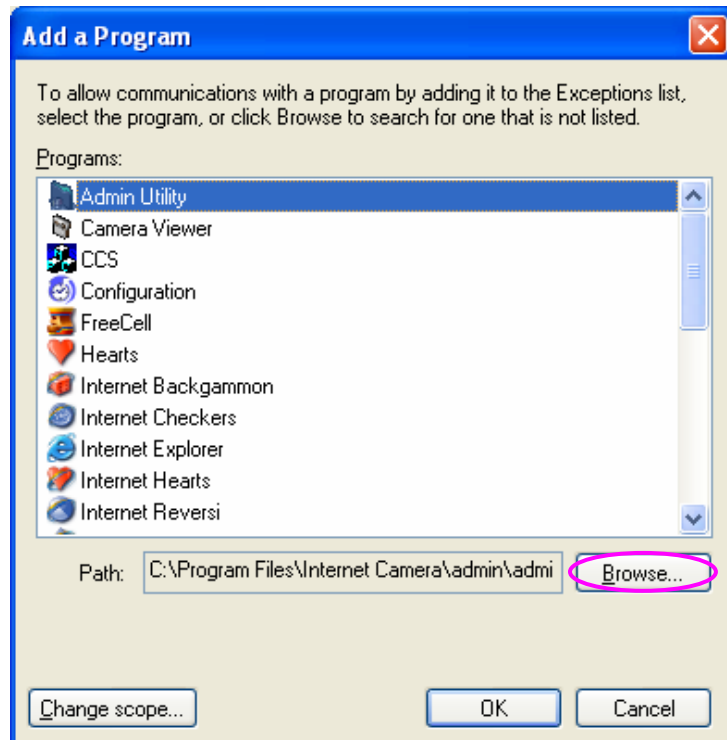 Add a Program
To allow communications with a program by adding it to the Exceptions list,
select the program, or click Browse to search for one that is not listed.
Programs:
Admin Utility
Camera Viewer
CCS
Configuration
FreeCell
Hearts
Internet Backgammon
Internet Checkers
Internet Explorer
Internet Hearts
Internet Reversi
Path: C:\Program Files\Internet Camera\admin\admi Browse...
Change scope... OK Cancel